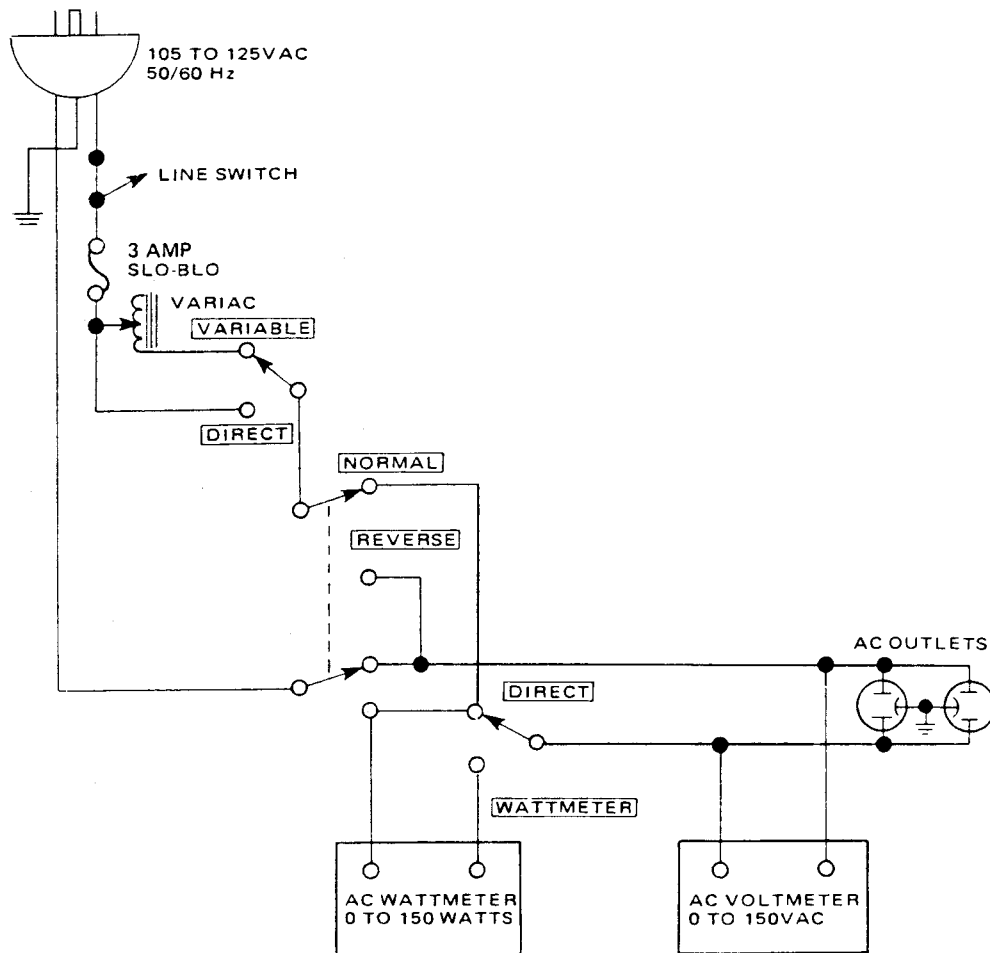 105 TO 125VAC
50/60 Hz
LINE SWITCH
3 AMP
SLO-BLO
VARIAC
VARIABLE
DIRECT
NORMAL
REVERSE
AC OUTLETS
DIRECT
WATTMETER
AC WATTMETER
0 TO 150 WATTS
AC VOLTMETER
0 TO 150VAC